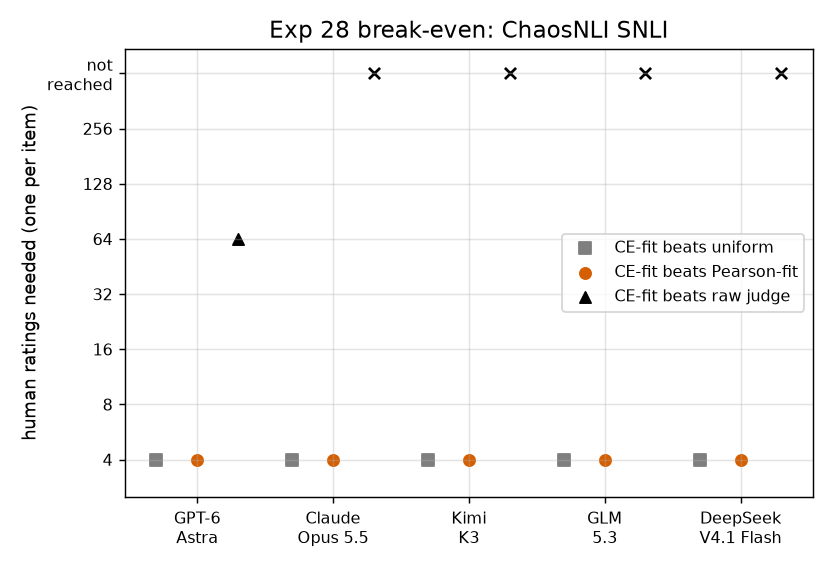 Exp 28 break-even: ChaosNLI SNLI
human ratings needed (one per item)
not
reached
256
128
64
32
16
8
4
CE-fit beats uniform
CE-fit beats Pearson-fit
CE-fit beats raw judge
GPT-6
Astra
Claude
Opus 5.5
Kimi
K3
GLM
5.3
DeepSeek
V4.1 Flash